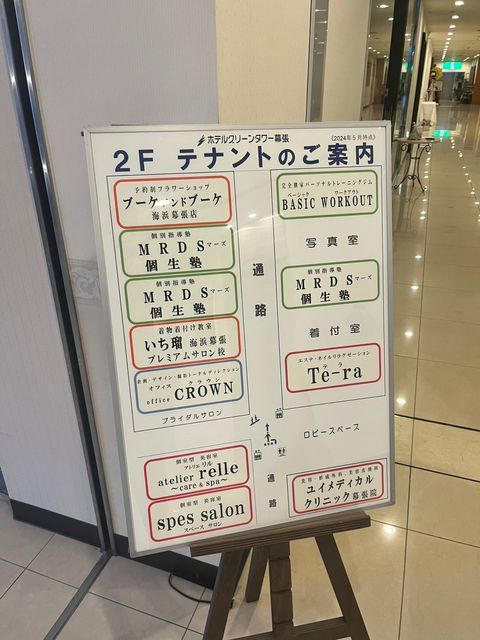 ホテルグリーンタワー幕張
(2024年5月時点)
2F テナントのご案内
予約制フラワーショップ
ブーケアンドブーケ
海浜幕張店
個別指導塾
MRDSマーズ
個生塾
個別指導塾
MRDSマーズ
個生塾
着物着付け教室
いち瑠 海浜幕張
プレミアムサロン校
企画・デザイン・撮影トータルディレクション
オフィス クラウン
office CROWN
ブライダルサロン
個室型 美容室
アトリエ リル
atelier relle
～care & spa～
個室型 美容室
spes salon
スペース サロン
通路
通路
完全個室パーソナルトレーニングジム
ベーシック ワークアウト
BASIC WORKOUT
写真室
個別指導塾
MRDSマーズ
個生塾
着付室
エステ・ネイルリラグゼーション
テラ
Te-ra
ロビースペース
美容・形成外科、美容皮膚科
ユイメディカル
クリニック幕張院